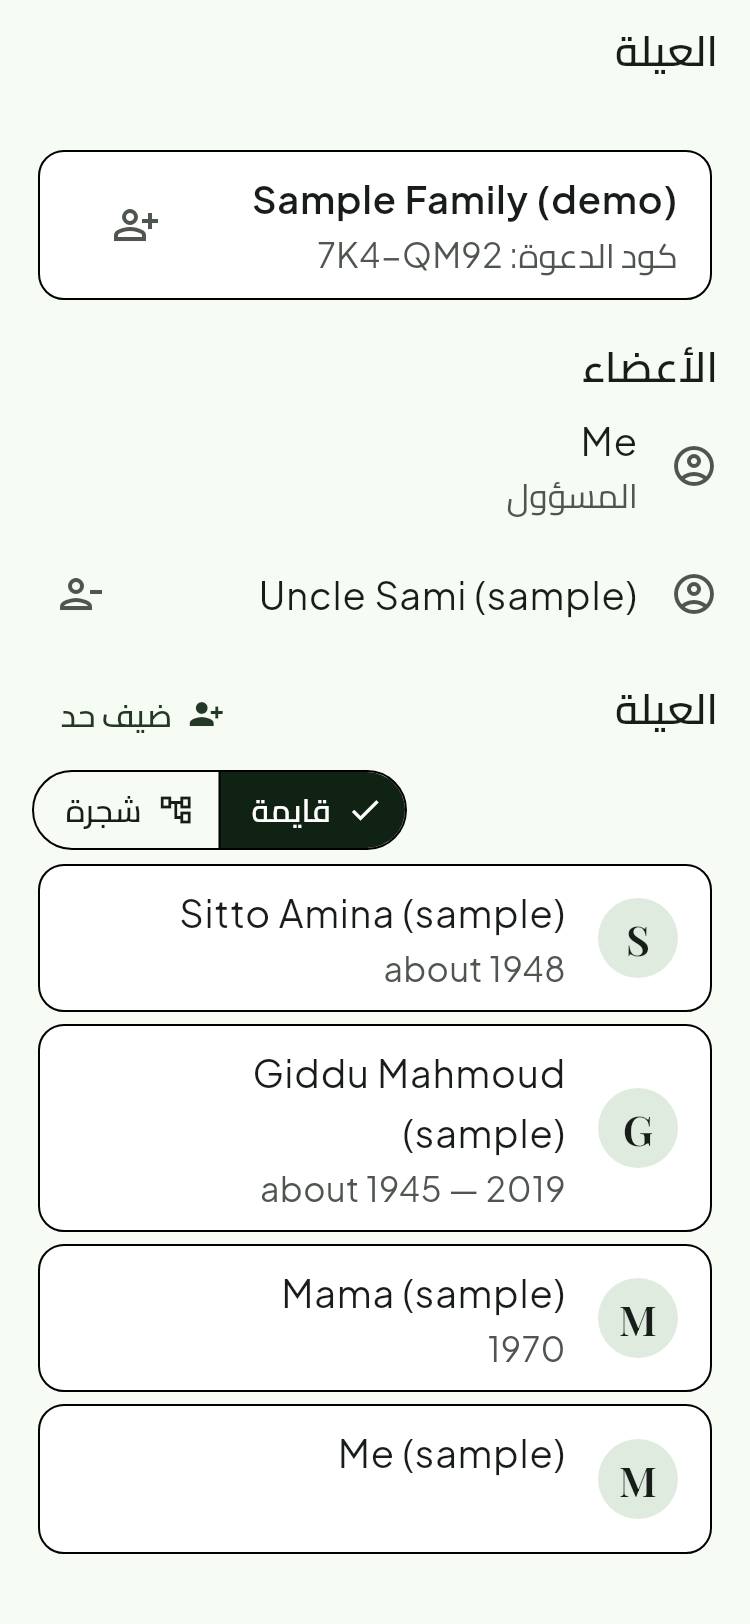 العيلة
Sample Family (demo)
كود الدعوة: 7K4-QM92
الأعضاء
Me
المسؤول
Uncle Sami (sample)
العيلة
ضيف حد
قايمة
شجرة
S
Sitto Amina (sample)
about 1948
G
Giddu Mahmoud
(sample)
about 1945 — 2019
M
Mama (sample)
1970
M
Me (sample)